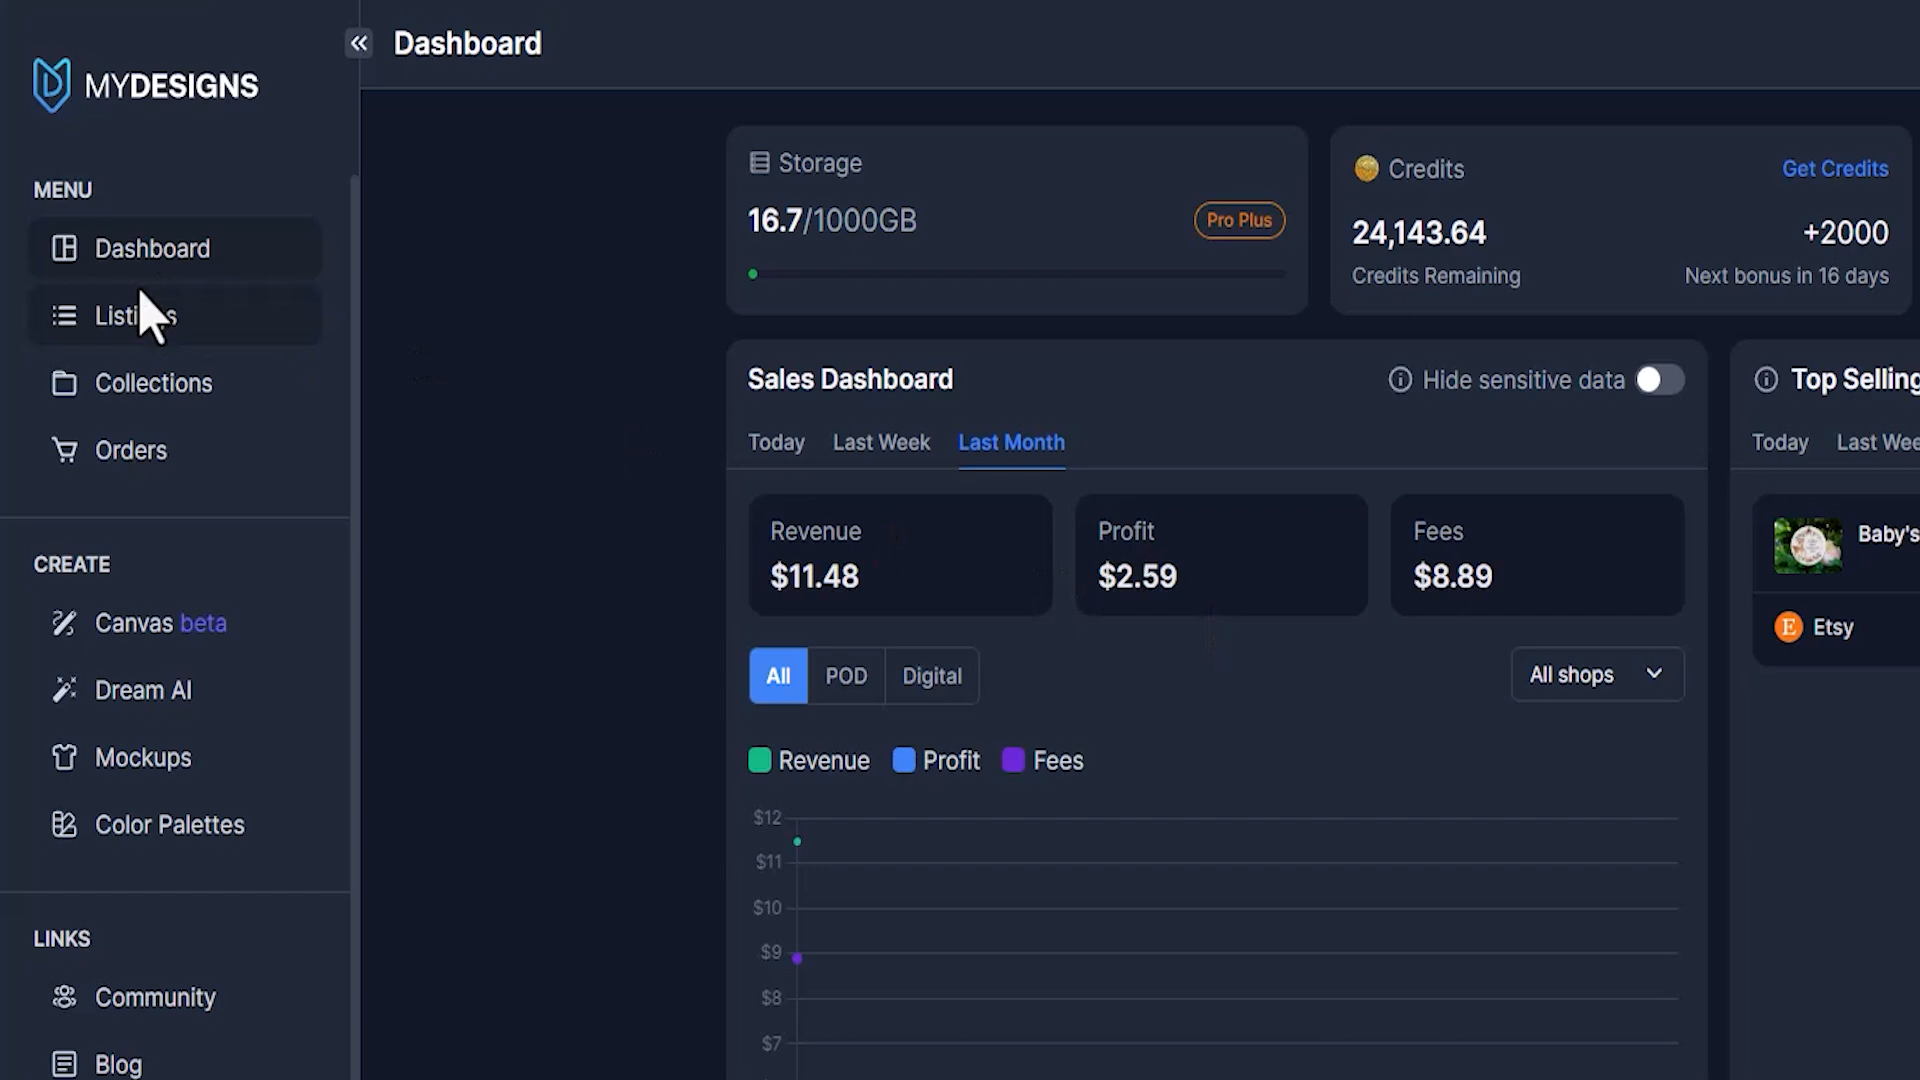 Dashboard
MYDESIGNS
MENU
Dashboard
Collections
Orders
CREATE
Canvas beta
Dream AI
Mockups
Color Palettes
LINKS
Community
Blog
Storage
16.7/1000GB
Pro Plus
Credits
Get Credits
24,143.64
+2000
Credits Remaining
Next bonus in 16 days
Sales Dashboard
Hide sensitive data
Today Last Week Last Month
Revenue
$11.48
Profit
$2.59
Fees
$8.89
All POD Digital
All shops
Revenue Profit Fees
$12
$11
$10
$9
$8
$7
Top Selling
Today Last Wee
Baby's
E Etsy